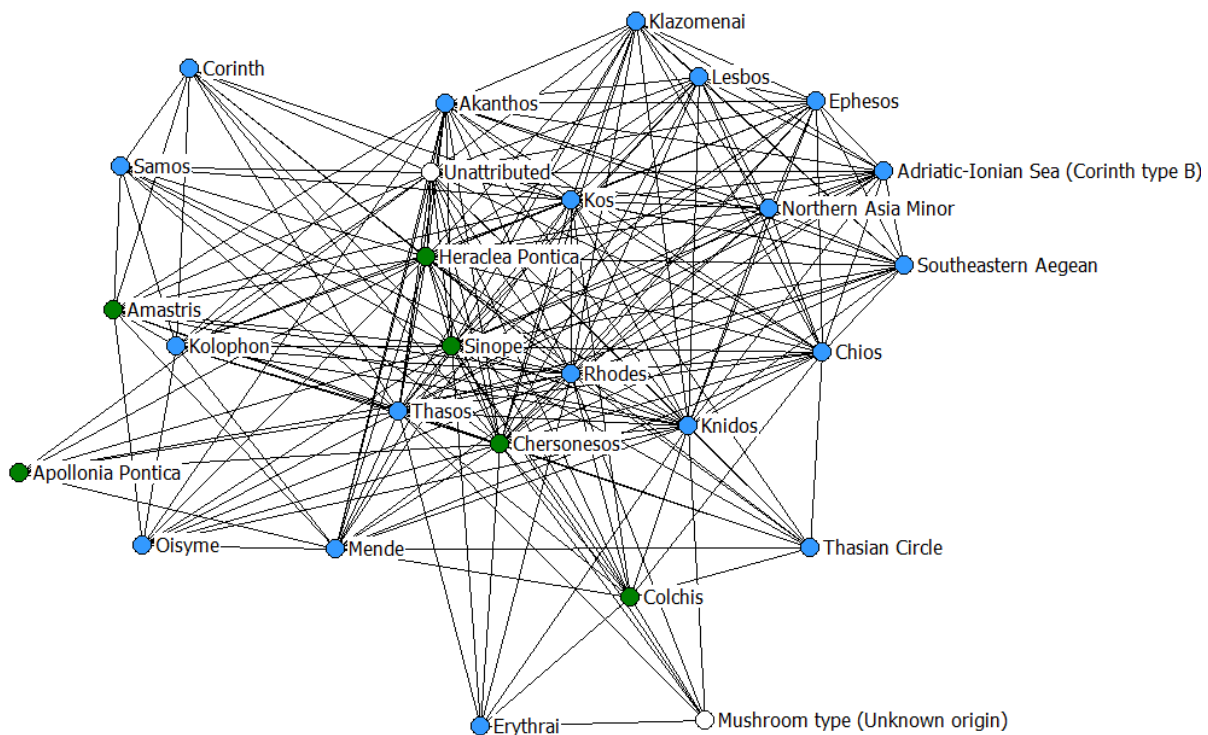 Klazomenai
Corinth
Lesbos
Akanthos
Ephesos
Samos
Unattributed
Adriatic-Ionian Sea (Corinth type B)
Kos
Northern Asia Minor
Heraclea Pontica
Southeastern Aegean
Amastris
Kolophon
Sinope
Chios
Rhodes
Thasos
Knidos
Chersonesos
Apollonia Pontica
Oisyme
Mende
Thasian Circle
Colchis
Erythrai
Mushroom type (Unknown origin)